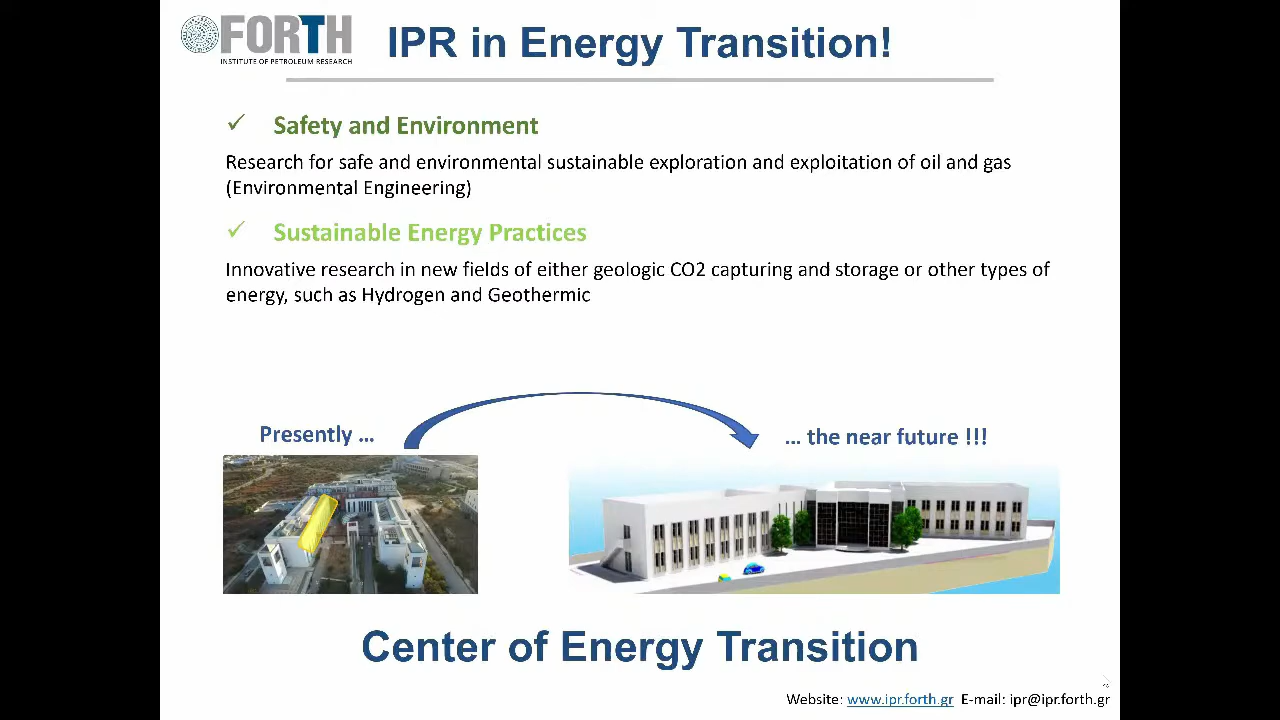 FORTH
INSTITUTE OF PETROLEUM RESEARCH
IPR in Energy Transition!
✓ Safety and Environment
Research for safe and environmental sustainable exploration and exploitation of oil and gas
(Environmental Engineering)
✓ Sustainable Energy Practices
Innovative research in new fields of either geologic CO2 capturing and storage or other types of
energy, such as Hydrogen and Geothermic
Presently ...
... the near future !!!
Center of Energy Transition
Website: www.ipr.forth.gr E-mail: ipr@ipr.forth.gr